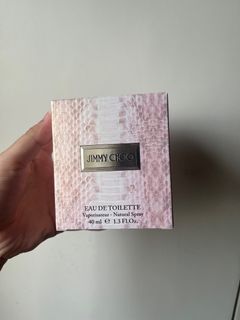 JIMMY CHOO
EAU DE TOILETTE
Vaporisateur - Natural Spray
40 ml ℮ 1.3 Fl.Oz.